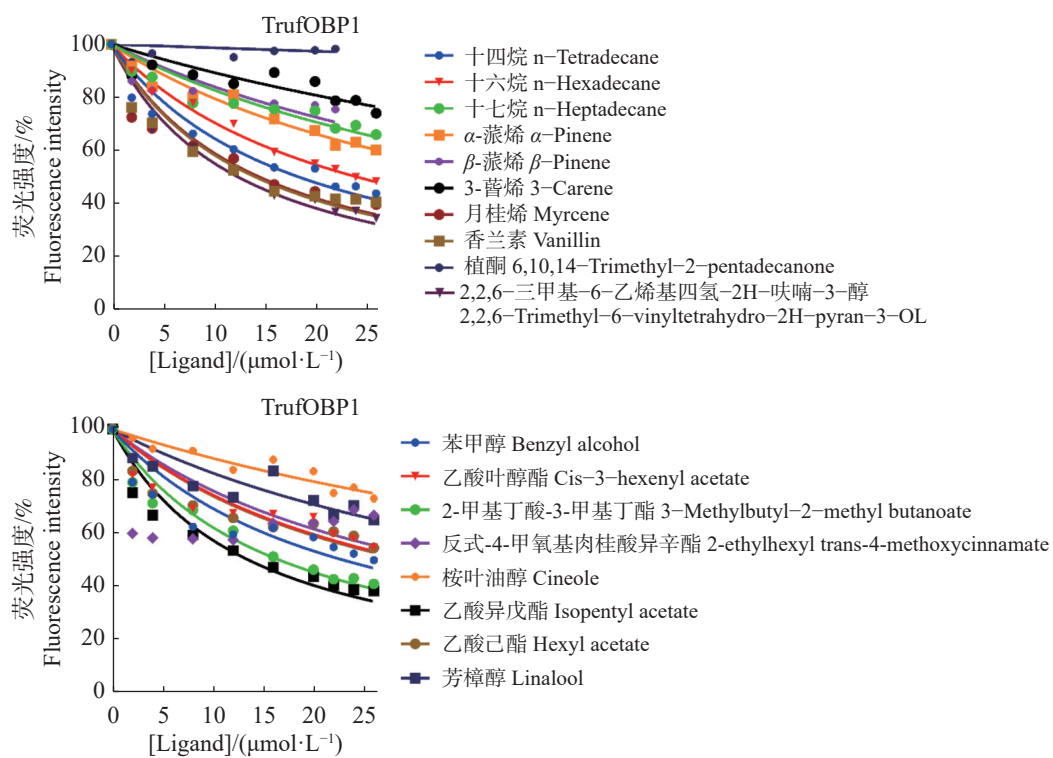 TrufOBP1
荧光强度/%
Fluorescence intensity
100
80
60
40
20
0
0 5 10 15 20 25
[Ligand]/(μmol·L⁻¹)
十四烷 n−Tetradecane
十六烷 n−Hexadecane
十七烷 n−Heptadecane
α-蒎烯 α−Pinene
β-蒎烯 β−Pinene
3-蒈烯 3−Carene
月桂烯 Myrcene
香兰素 Vanillin
植酮 6,10,14−Trimethyl−2−pentadecanone
2,2,6−三甲基−6−乙烯基四氢−2H−呋喃−3−醇
2,2,6−Trimethyl−6−vinyltetrahydro−2H−pyran−3−OL
TrufOBP1
荧光强度/%
Fluorescence intensity
100
80
60
40
20
0
0 5 10 15 20 25
[Ligand]/(μmol·L⁻¹)
苯甲醇 Benzyl alcohol
乙酸叶醇酯 Cis−3−hexenyl acetate
2-甲基丁酸-3-甲基丁酯 3−Methylbutyl−2−methyl butanoate
反式-4-甲氧基肉桂酸异辛酯 2-ethylhexyl trans-4-methoxycinnamate
桉叶油醇 Cineole
乙酸异戊酯 Isopentyl acetate
乙酸己酯 Hexyl acetate
芳樟醇 Linalool